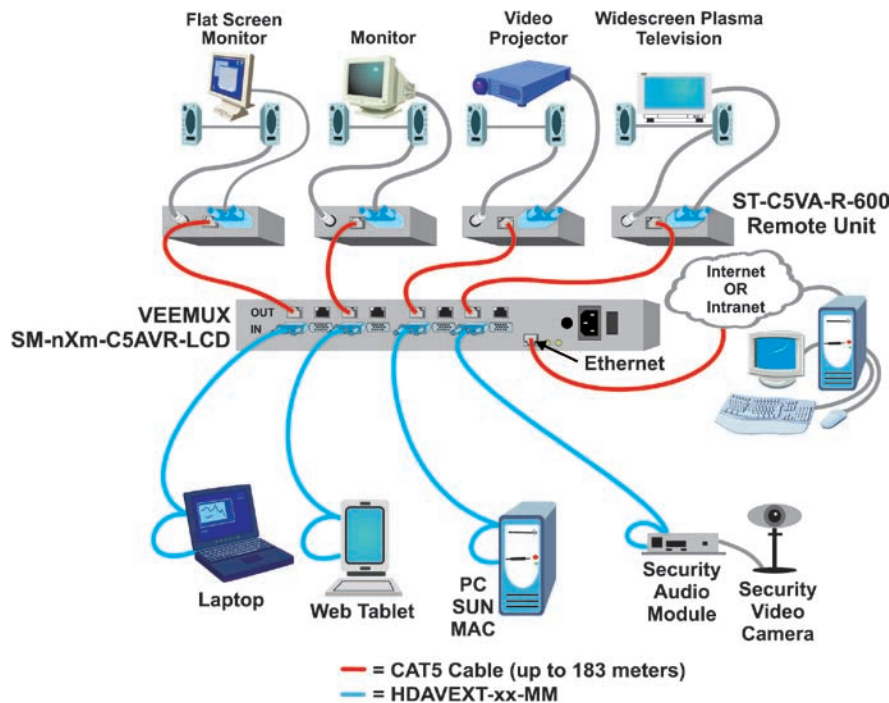 Flat Screen
Monitor
Monitor
Video
Projector
Widescreen Plasma
Television
ST-C5VA-R-600
Remote Unit
Internet
OR
Intranet
VEEMUX
SM-nXm-C5AVR-LCD
OUT
IN
Ethernet
Laptop
Web Tablet
PC
SUN
MAC
Security
Audio
Module
Security
Video
Camera
= CAT5 Cable (up to 183 meters)
= HDAVEXT-xx-MM